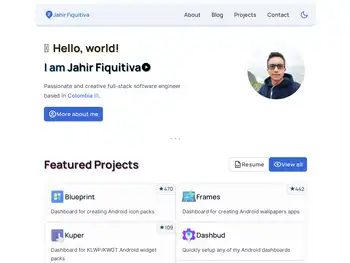 Jahir Fiquitiva
About
Blog
Projects
Contact
Hello, world!
I am Jahir Fiquitiva
Passionate and creative full-stack software engineer
based in Colombia
More about me
Featured Projects
Resume
View all
470
Blueprint
Dashboard for creating Android icon packs
442
Frames
Dashboard for creating Android wallpapers apps
109
Kuper
Dashboard for KLWP/KWGT Android widget
packs
Dashbud
Quickly setup any of my Android dashboards